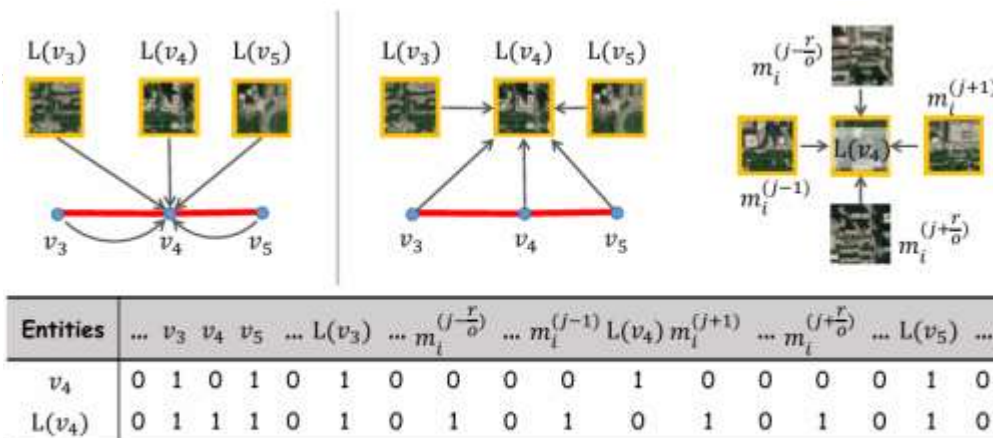 L(v₃) L(v₄) L(v₅)
v₃ v₄ v₅
L(v₃) L(v₄) L(v₅)
v₃ v₄ v₅
m_i^(j-r/o)
m_i^(j+1)
L(v₄)
m_i^(j-1)
m_i^(j+r/o)
Entities ... v₃ v₄ v₅ ... L(v₃) ... m_i^(j-r/o) ... m_i^(j-1) L(v₄) m_i^(j+1) ... m_i^(j+r/o) ... L(v₅) ...
v₄ 0 1 0 1 0 1 0 0 0 0 1 0 0 0 0 1 0
L(v₄) 0 1 1 1 0 1 0 1 0 1 0 1 0 1 0 1 0